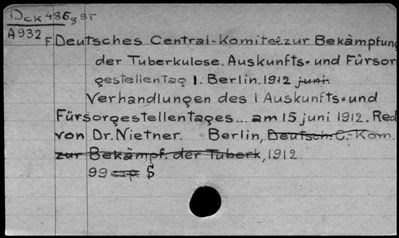 Dck 486
A932 F Deutsches Central-Komitee zur Bekämpfung
der Tuberkulose. Auskunfts= und Fürsor
gestellentag 1. Berlin. 1912 juni.
Verhandlungen des I Auskunfts=und
Fürsorgestellentages... am 15 juni 1912. Red
von Dr. Nietner. Berlin, Deutsch. C.-Kom.
zur Bekämpf. der Tuberk, 1912
99 p. $